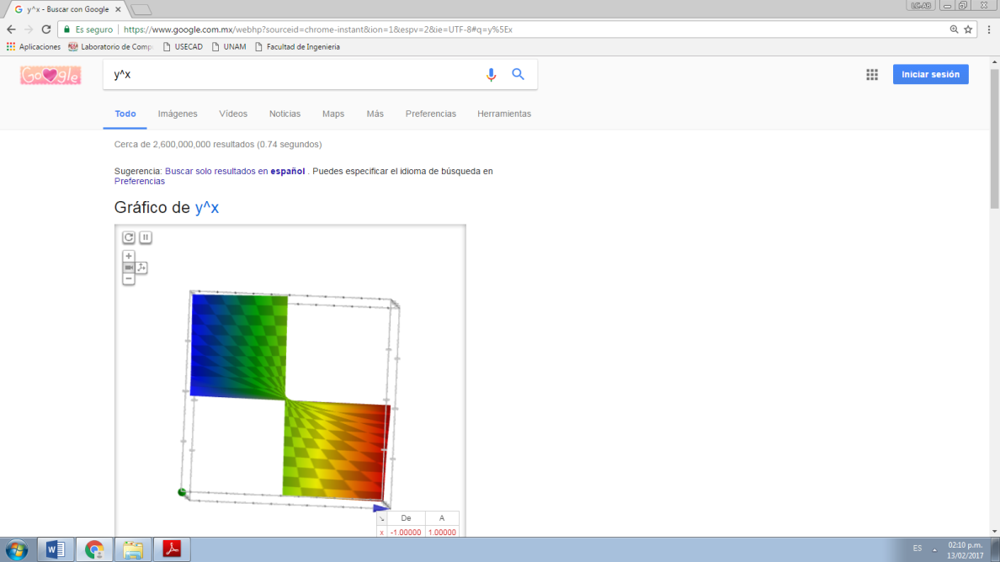 y^x - Buscar con Google
LC-AB
Es seguro | https://www.google.com.mx/webhp?sourceid=chrome-instant&ion=1&espv=2&ie=UTF-8#q=y%5Ex
Aplicaciones Laboratorio de Comp USECAD UNAM Facultad de Ingenieria
Google y^x Iniciar sesión
Todo Imágenes Vídeos Noticias Maps Más Preferencias Herramientas
Cerca de 2,600,000,000 resultados (0.74 segundos)
Sugerencia: Buscar solo resultados en español . Puedes especificar el idioma de búsqueda en
Preferencias
Gráfico de y^x
De A
x -1.00000 1.00000
ES 02:10 p.m.
13/02/2017